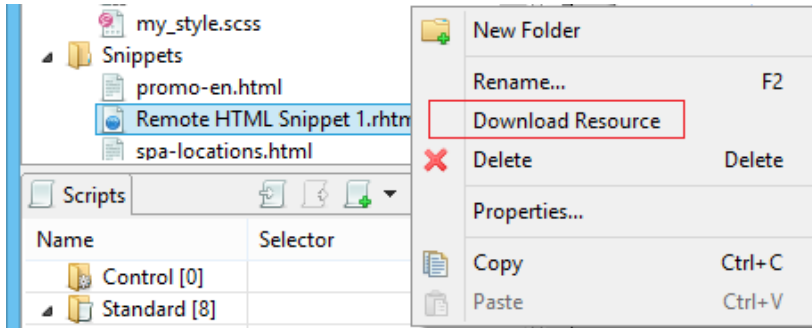 my_style.scss
Snippets
promo-en.html
Remote HTML Snippet 1.rhtm
spa-locations.html
Scripts
Name Selector
Control [0]
Standard [8]
New Folder
Rename... F2
Download Resource
Delete Delete
Properties...
Copy Ctrl+C
Paste Ctrl+V